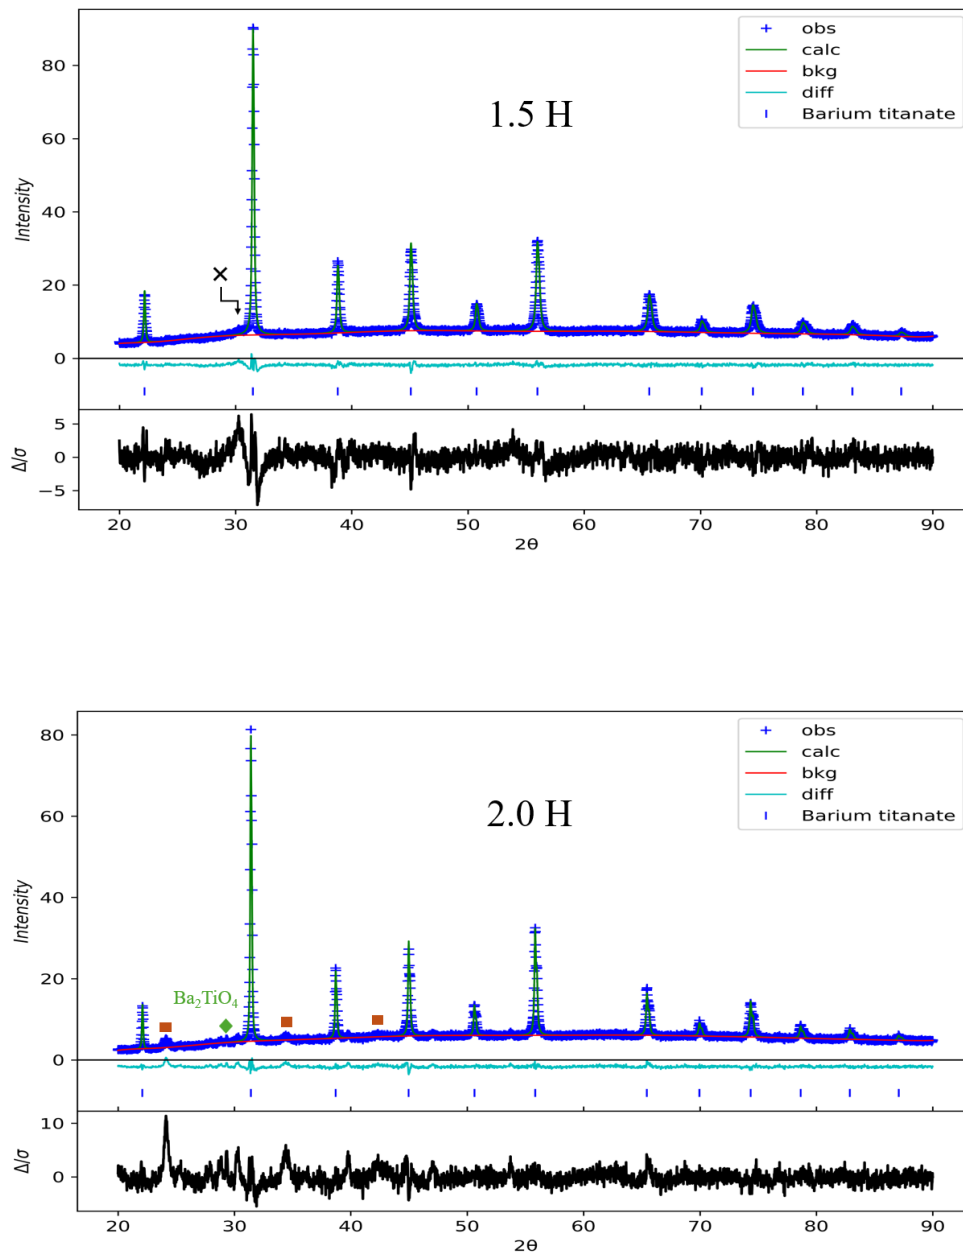 obs
calc
bkg
diff
Barium titanate
1.5 H
Intensity
80
60
40
20
0
×
Δ/σ
5
0
−5
20 30 40 50 60 70 80 90
2θ
obs
calc
bkg
diff
Barium titanate
2.0 H
Intensity
80
60
40
20
0
Ba₂TiO₄
Δ/σ
10
0
20 30 40 50 60 70 80 90
2θ